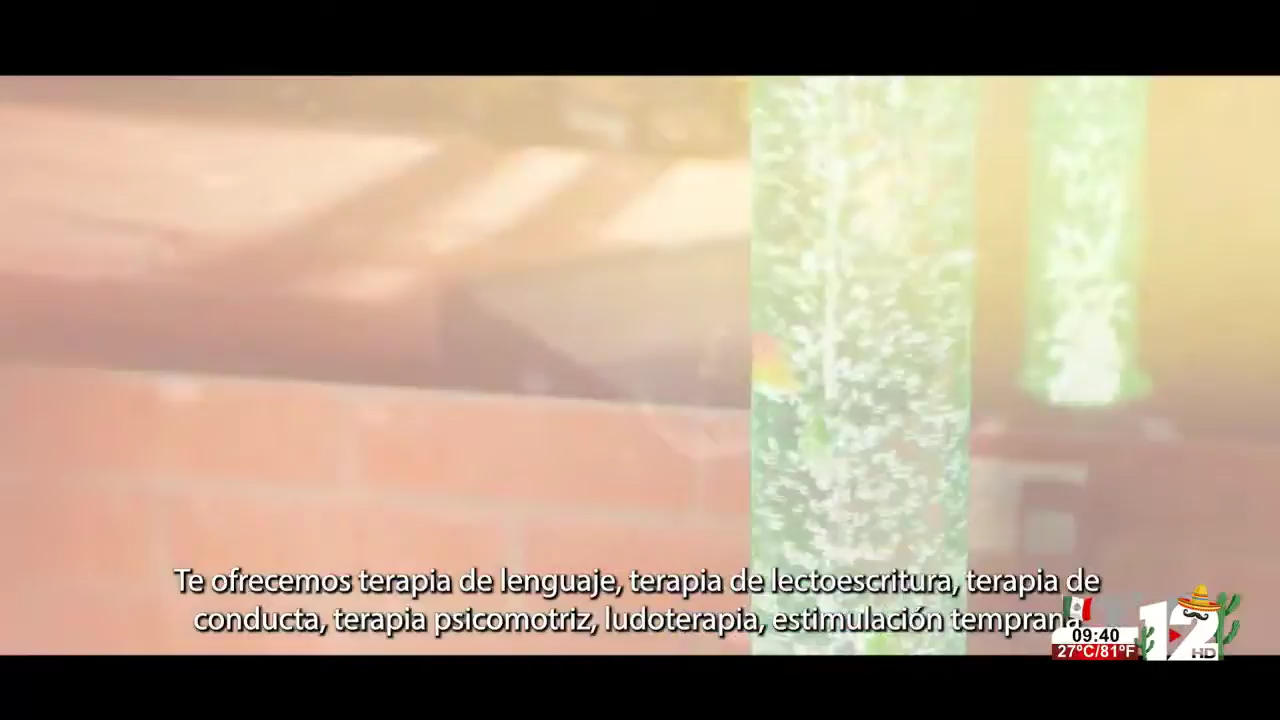 Te ofrecemos terapia de lenguaje, terapia de lectoescritura, terapia de
conducta, terapia psicomotriz, ludoterapia, estimulación temprana
09:40
27°C/81°F
12
HD